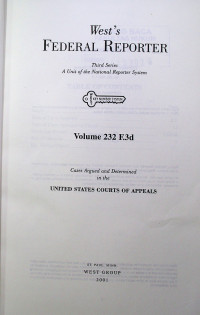 West's
FEDERAL REPORTER
Third Series
A Unit of the National Reporter System
Volume 232 F.3d
Cases Argued and Determined
in the
UNITED STATES COURTS OF APPEALS
ST. PAUL, MINN.
WEST GROUP
2001